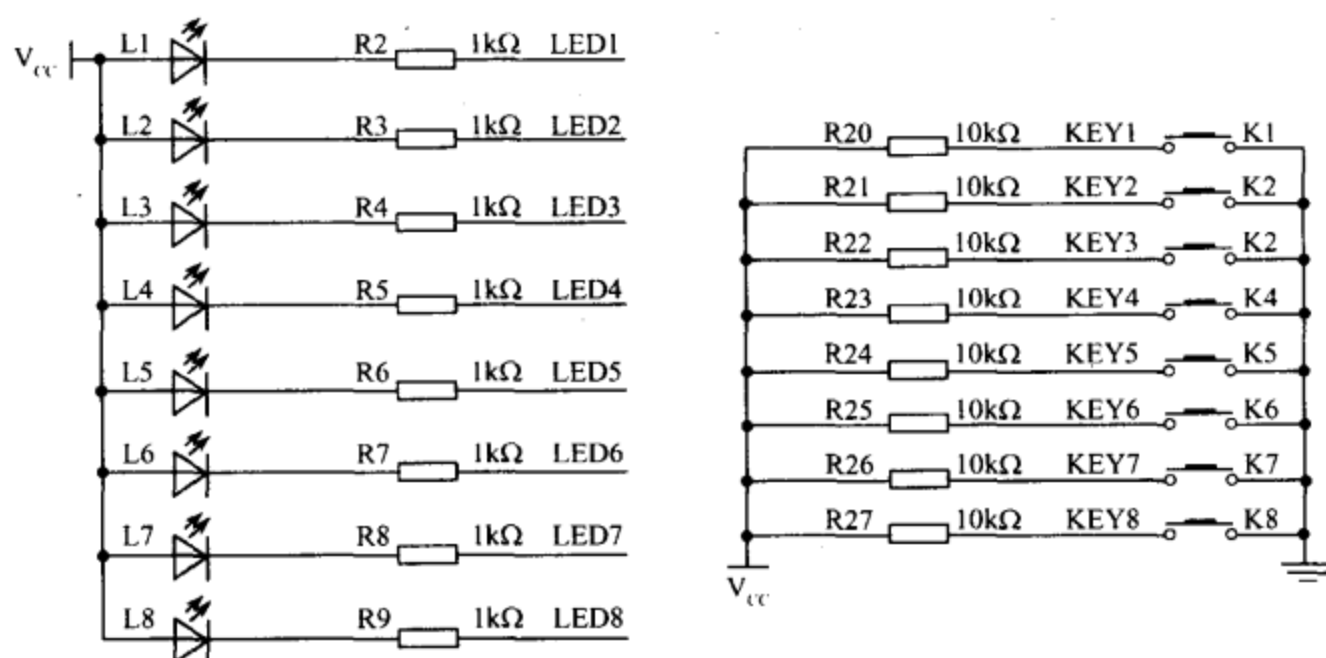 V_CC
L1 R2 1kΩ LED1
L2 R3 1kΩ LED2
L3 R4 1kΩ LED3
L4 R5 1kΩ LED4
L5 R6 1kΩ LED5
L6 R7 1kΩ LED6
L7 R8 1kΩ LED7
L8 R9 1kΩ LED8
R20 10kΩ KEY1 K1
R21 10kΩ KEY2 K2
R22 10kΩ KEY3 K2
R23 10kΩ KEY4 K4
R24 10kΩ KEY5 K5
R25 10kΩ KEY6 K6
R26 10kΩ KEY7 K7
R27 10kΩ KEY8 K8
V_CC